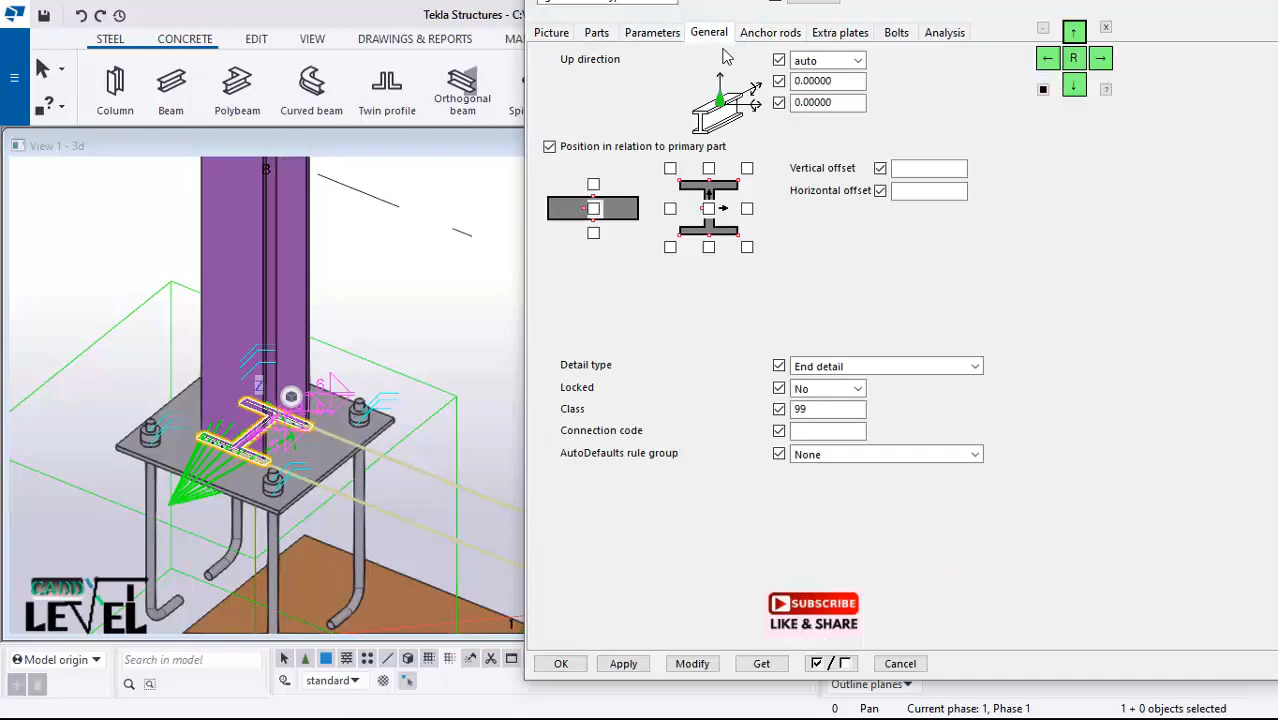 Tekla Structures - C:\
STEEL CONCRETE EDIT VIEW DRAWINGS & REPORTS
Column Beam Polybeam Curved beam Twin profile Orthogonal beam
View 1 - 3d
B
Z
6
1
CADD
LEVEL
Model origin
Search in model
standard
Picture Parts Parameters General Anchor rods Extra plates Bolts Analysis
Up direction auto
0.00000
0.00000
Position in relation to primary part
Vertical offset
Horizontal offset
Detail type End detail
Locked No
Class 99
Connection code
AutoDefaults rule group None
R
X
?
SUBSCRIBE
LIKE & SHARE
OK Apply Modify Get / Cancel
Outline planes
0 Pan Current phase: 1, Phase 1 1 + 0 objects selected